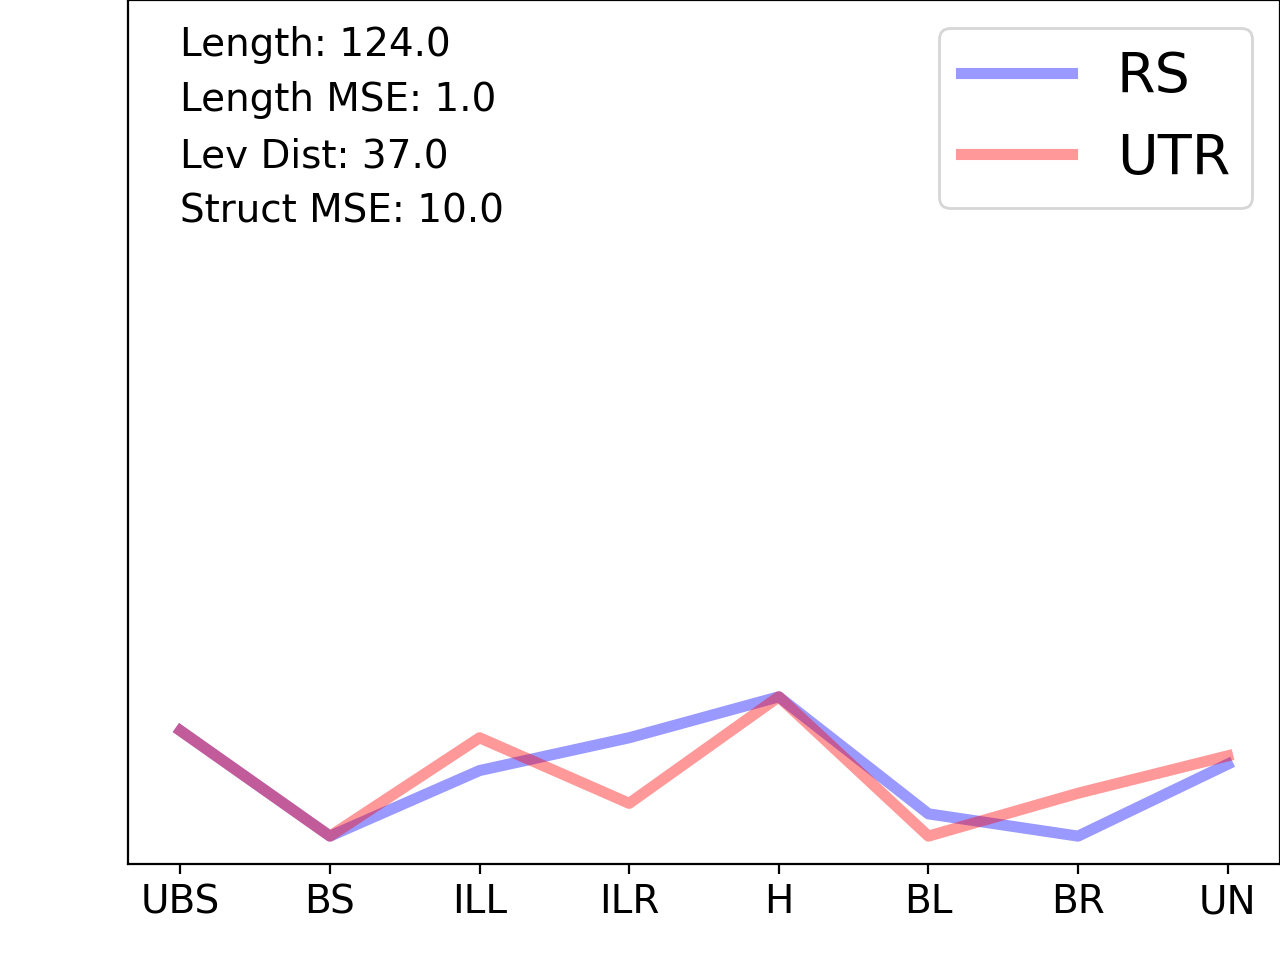 Length: 124.0
Length MSE: 1.0
Lev Dist: 37.0
Struct MSE: 10.0
RS
UTR
UBS BS ILL ILR H BL BR UN